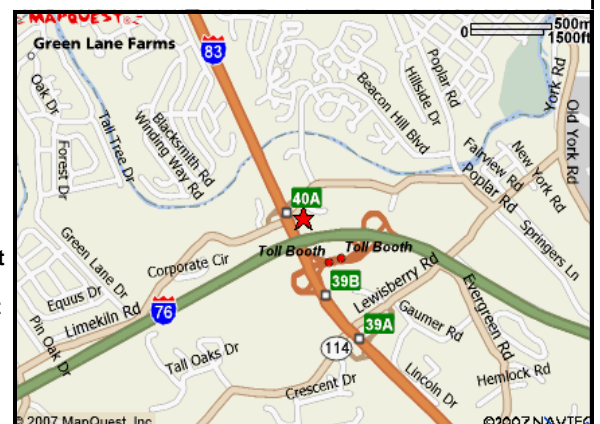 MAPQUEST
0 500m
1500ft
Green Lane Farms
83
Oak Dr
Forest Dr
Tall Tree Dr
Blacksmith Rd
Winding Way Rd
Beacon Hill Blvd
Hillside Dr
Poplar Rd
York Rd
Old York Rd
Fairview Rd
New York Rd
Poplar Rd
Springers Ln
40A
Toll Booth
Toll Booth
Green Lane Dr
Corporate Cir
Equus Dr
Limekiln Rd
76
Pin Oak Dr
39B
Lewisberry Rd
Evergreen Rd
Gaumer Rd
39A
114
Tall Oaks Dr
Crescent Dr
Lincoln Dr
Hemlock Rd
© 2007 MapQuest, Inc
©2007 NAVTEQ